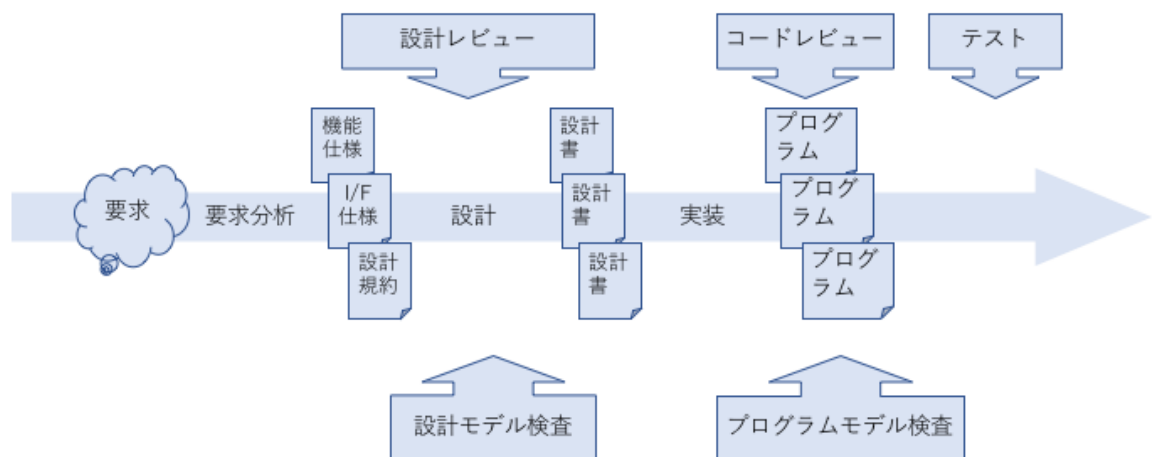 設計レビュー
コードレビュー
テスト
機能
仕様
I/F
仕様
設計
規約
設計
書
設計
書
設計
書
プログ
ラム
プログ
ラム
プログ
ラム
要求
要求分析
設計
実装
設計モデル検査
プログラムモデル検査